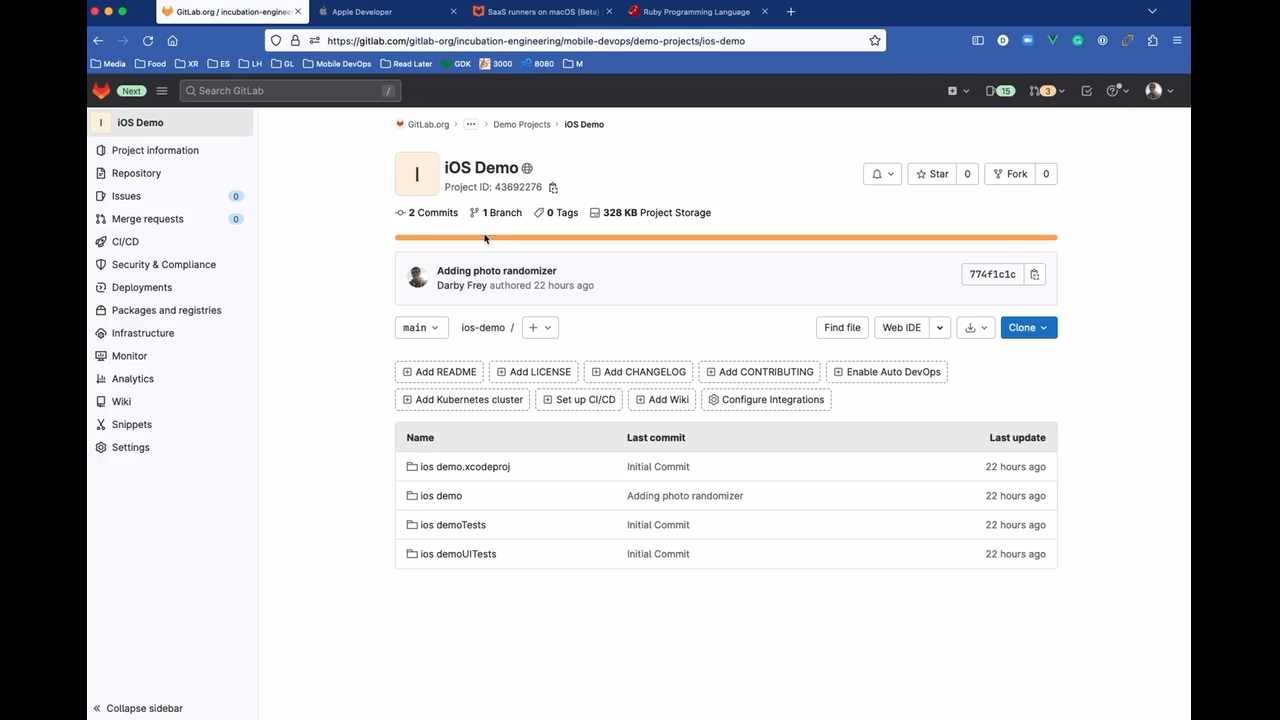 GitLab.org / incubation-enginee
Apple Developer
SaaS runners on macOS (Beta)
Ruby Programming Language
https://gitlab.com/gitlab-org/incubation-engineering/mobile-devops/demo-projects/ios-demo
Media Food XR ES LH GL Mobile DevOps Read Later GDK 3000 8080 M
Next Search GitLab / 15 3
I iOS Demo
Project information
Repository
Issues 0
Merge requests 0
CI/CD
Security & Compliance
Deployments
Packages and registries
Infrastructure
Monitor
Analytics
Wiki
Snippets
Settings
Collapse sidebar
GitLab.org > ... > Demo Projects > iOS Demo
I
iOS Demo
Project ID: 43692276
Star 0 Fork 0
2 Commits 1 Branch 0 Tags 328 KB Project Storage
Adding photo randomizer
Darby Frey authored 22 hours ago
774f1c1c
main ios-demo / + Find file Web IDE Clone
Add README Add LICENSE Add CHANGELOG Add CONTRIBUTING Enable Auto DevOps
Add Kubernetes cluster Set up CI/CD Add Wiki Configure Integrations
Name Last commit Last update
ios demo.xcodeproj Initial Commit 22 hours ago
ios demo Adding photo randomizer 22 hours ago
ios demoTests Initial Commit 22 hours ago
ios demoUITests Initial Commit 22 hours ago